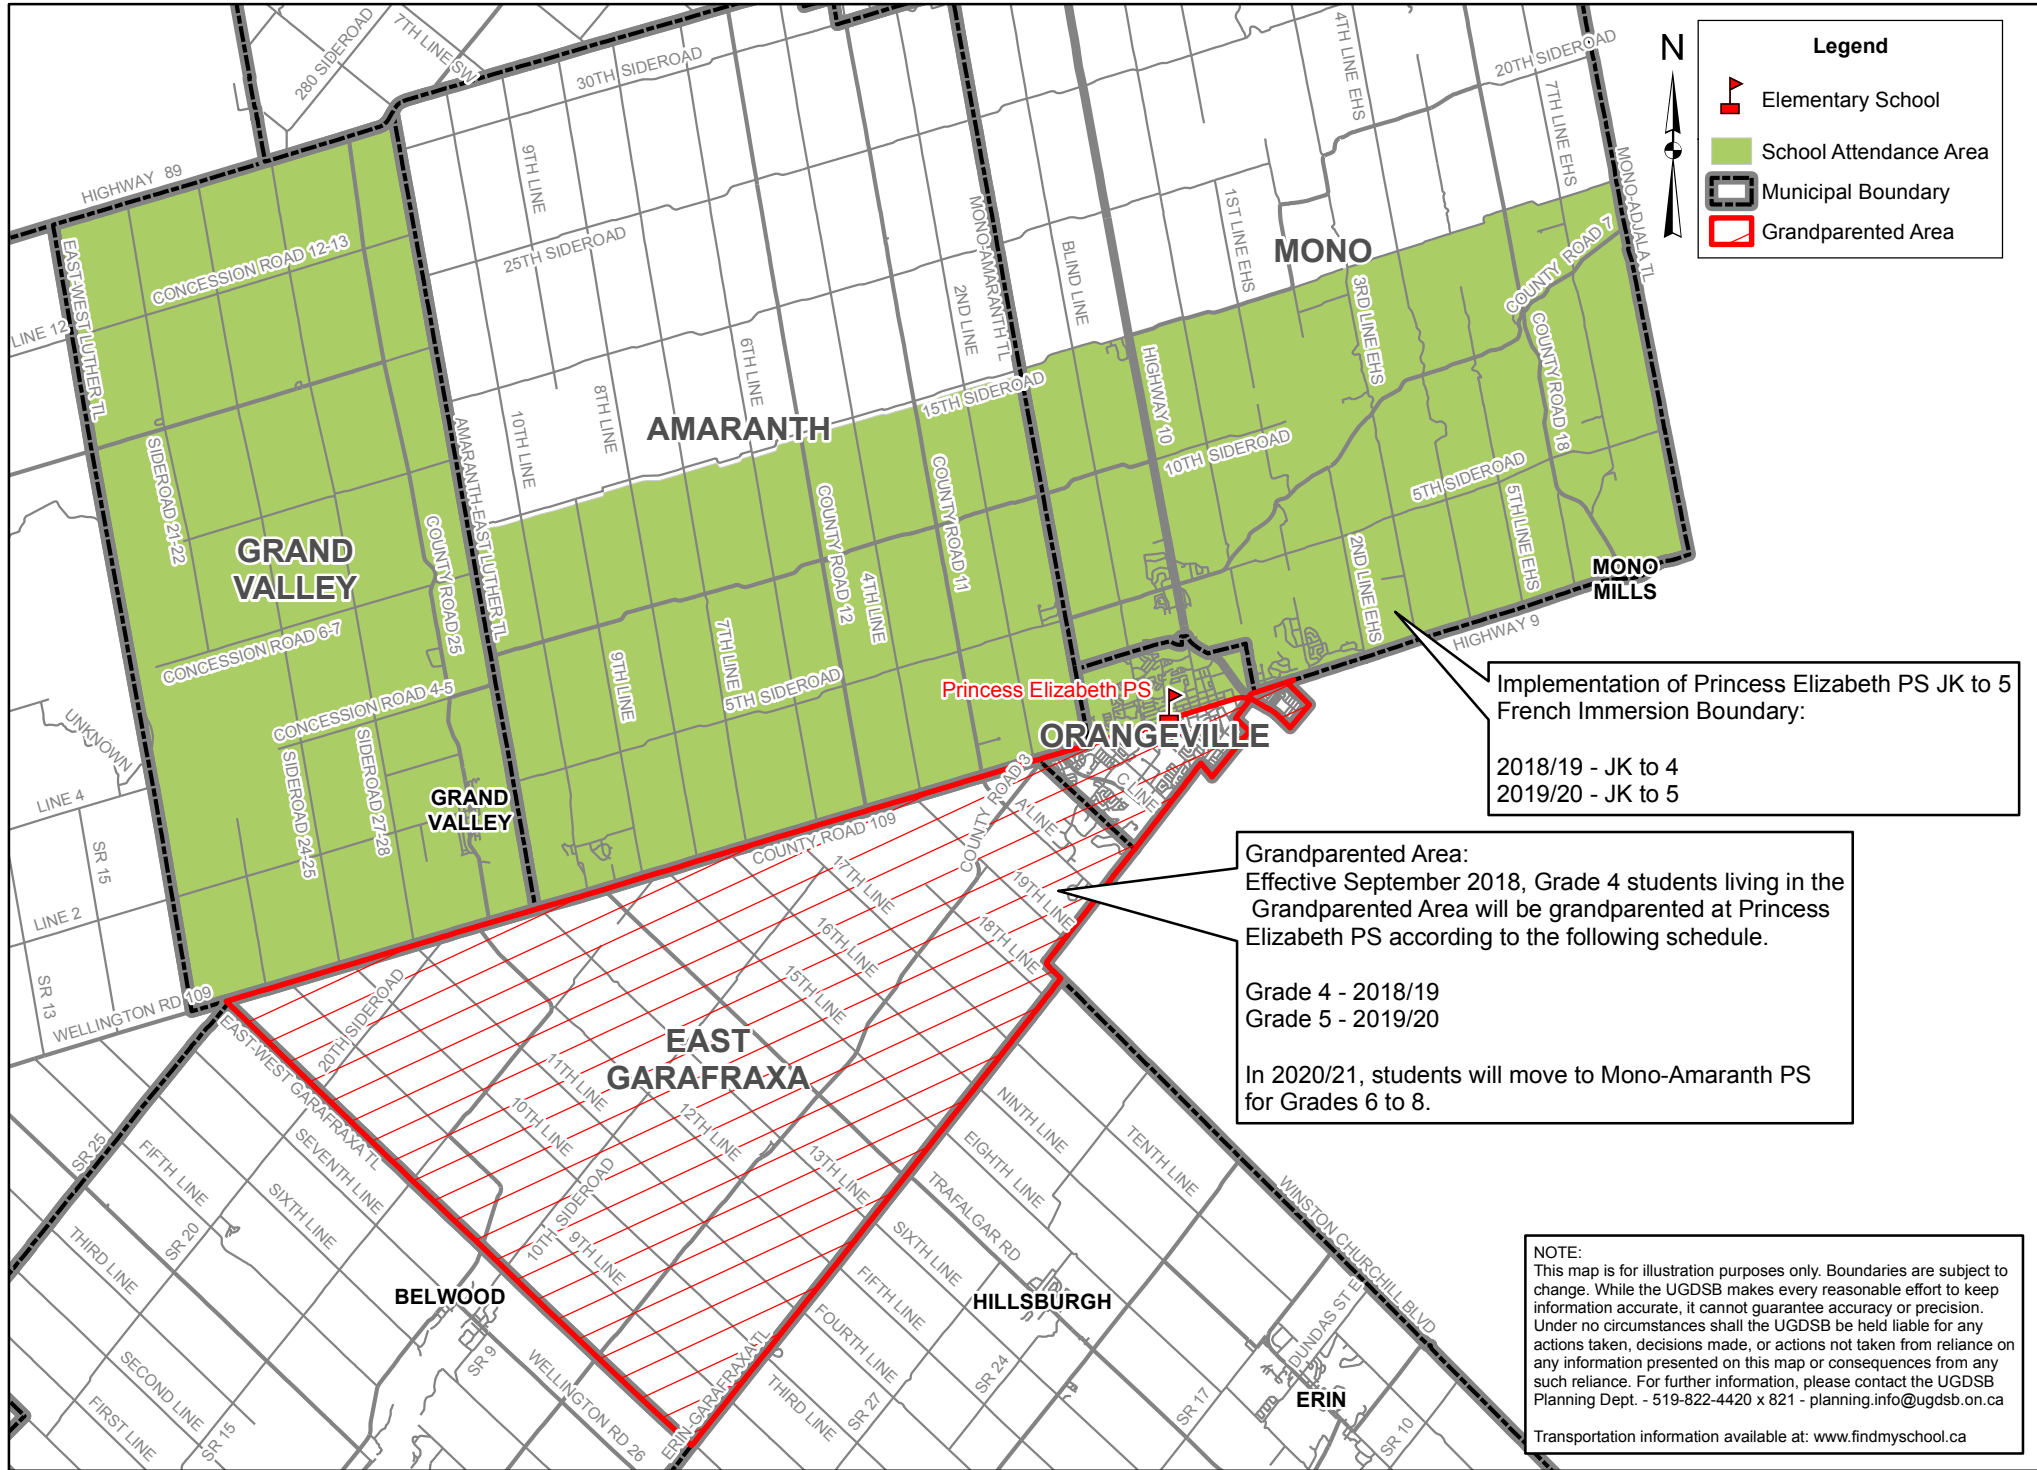 280 SIDEROAD
7TH LINE SW
30TH SIDEROAD
4TH LINE EHS
20TH SIDEROAD
7TH LINE EHS
MONO-ADJALA TL
N
Legend
Elementary School
School Attendance Area
Municipal Boundary
Grandparented Area
HIGHWAY 89
9TH LINE
25TH SIDEROAD
MONO-AMARANTH TL
2ND LINE
BLIND LINE
1ST LINE EHS
MONO
3RD LINE EHS
COUNTY ROAD 7
COUNTY ROAD 18
EAST-WEST LUTHER TL
CONCESSION ROAD 12-13
LINE 12
6TH LINE
8TH LINE
10TH LINE
AMARANTH
15TH SIDEROAD
HIGHWAY 10
10TH SIDEROAD
5TH SIDEROAD
5TH LINE EHS
2ND LINE EHS
SIDEROAD 21-22
AMARANTH-EAST LUTHER TL
COUNTY ROAD 25
GRAND
VALLEY
COUNTY ROAD 12
4TH LINE
COUNTY ROAD 11
MONO
MILLS
HIGHWAY 9
CONCESSION ROAD 6-7
7TH LINE
9TH LINE
5TH SIDEROAD
Princess Elizabeth PS
ORANGEVILLE
CONCESSION ROAD 4-5
UNKNOWN
SIDEROAD 24-25
SIDEROAD 27-28
LINE 4
GRAND
VALLEY
SR 15
LINE 2
SR 13
WELLINGTON RD 109
COUNTY ROAD 3
COUNTY ROAD 109
A LINE
C LINE
Implementation of Princess Elizabeth PS JK to 5
French Immersion Boundary:
2018/19 - JK to 4
2019/20 - JK to 5
Grandparented Area:
Effective September 2018, Grade 4 students living in the
Grandparented Area will be grandparented at Princess
Elizabeth PS according to the following schedule.
Grade 4 - 2018/19
Grade 5 - 2019/20
In 2020/21, students will move to Mono-Amaranth PS
for Grades 6 to 8.
17TH LINE
19TH LINE
16TH LINE
18TH LINE
15TH LINE
20TH SIDEROAD
EAST-WEST GARAFRAXA TL
EAST
GARAFRAXA
11TH LINE
10TH LINE
12TH LINE
13TH LINE
10TH SIDEROAD
9TH LINE
NINTH LINE
EIGHTH LINE
TENTH LINE
TRAFALGAR RD
WINSTON CHURCHILL BLVD
SR 25
FIFTH LINE
SEVENTH LINE
SIXTH LINE
SR 20
THIRD LINE
SIXTH LINE
FIFTH LINE
FOURTH LINE
BELWOOD
HILLSBURGH
DUNDAS ST E
SR 9
SECOND LINE
FIRST LINE
SR 15
WELLINGTON RD 26
ERIN-GARAFRAXA TL
THIRD LINE
SR 27
SR 24
SR 17
ERIN
SR 10
NOTE:
This map is for illustration purposes only. Boundaries are subject to
change. While the UGDSB makes every reasonable effort to keep
information accurate, it cannot guarantee accuracy or precision.
Under no circumstances shall the UGDSB be held liable for any
actions taken, decisions made, or actions not taken from reliance on
any information presented on this map or consequences from any
such reliance. For further information, please contact the UGDSB
Planning Dept. - 519-822-4420 x 821 - planning.info@ugdsb.on.ca
Transportation information available at: www.findmyschool.ca